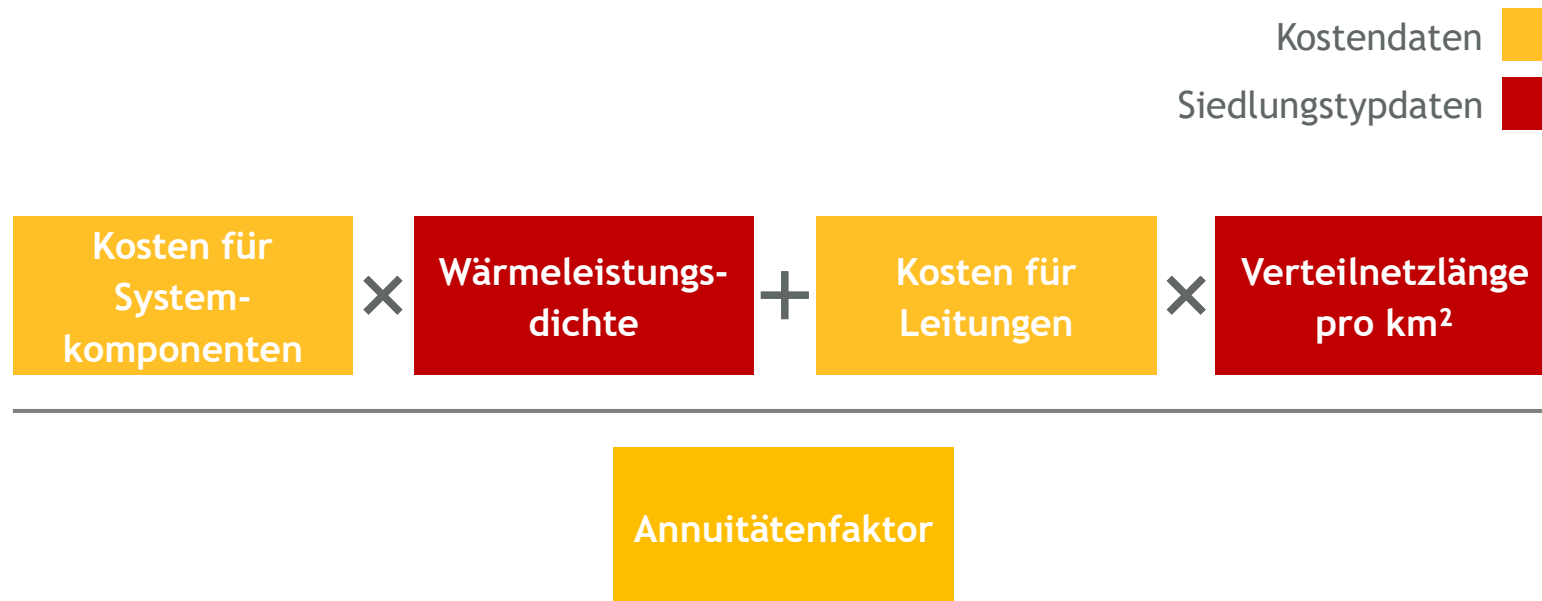 Kostendaten
Siedlungstypdaten
Kosten für
System-
komponenten
×
Wärmeleistungs-
dichte
+
Kosten für
Leitungen
×
Verteilnetzlänge
pro km²
Annuitätenfaktor